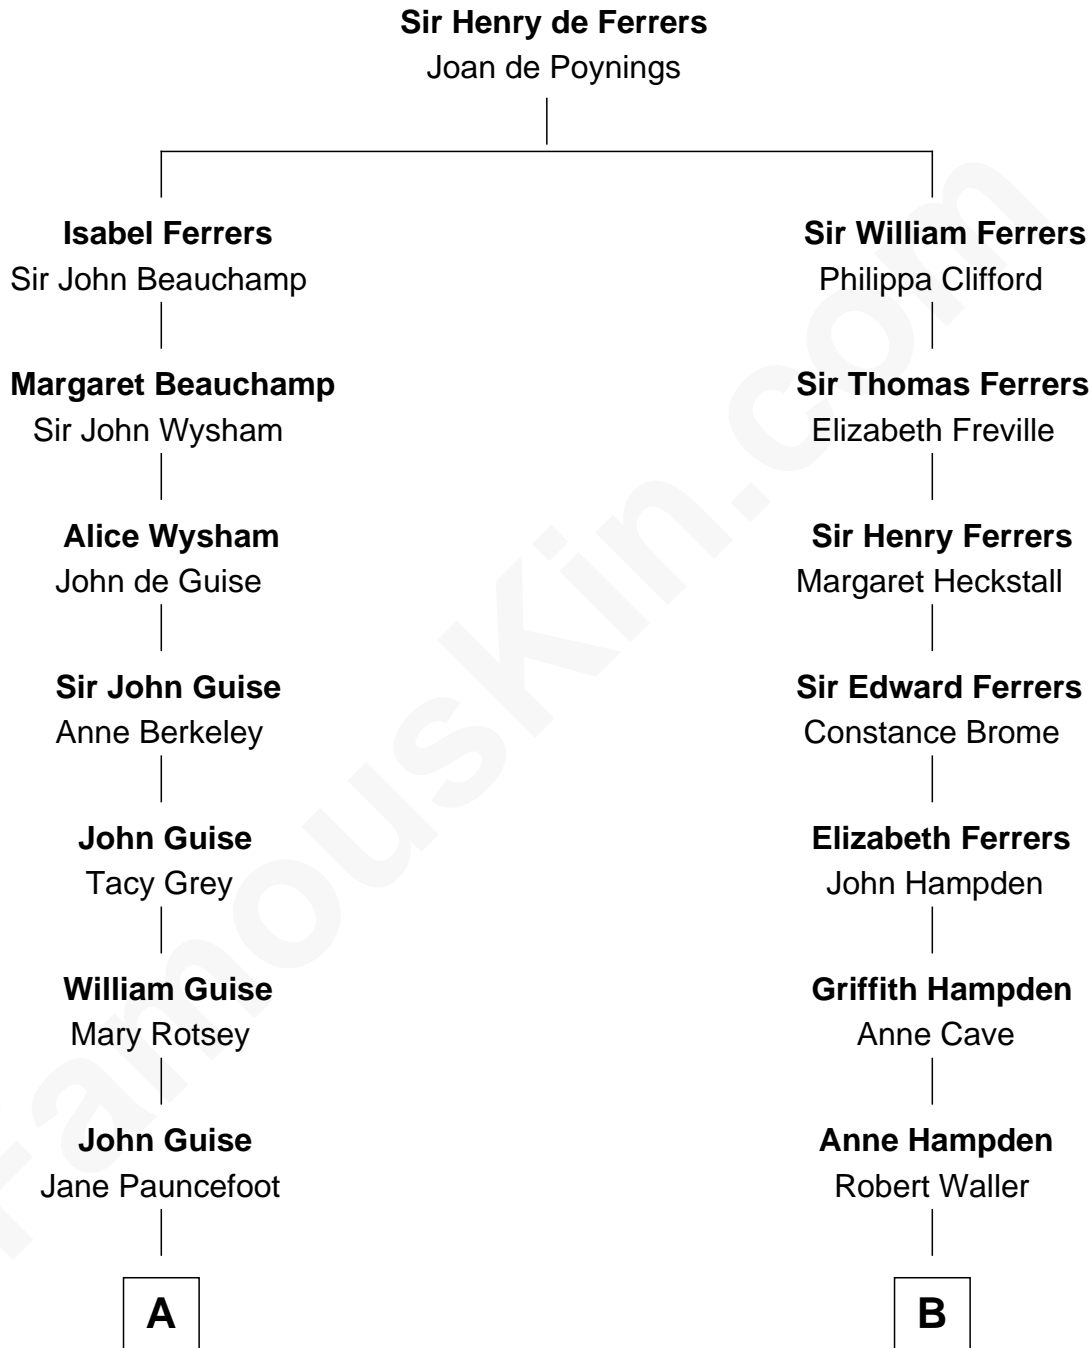 Sir Henry de Ferrers
Joan de Poynings
Isabel Ferrers
Sir John Beauchamp
Sir William Ferrers
Philippa Clifford
Margaret Beauchamp
Sir John Wysham
Sir Thomas Ferrers
Elizabeth Freville
Alice Wysham
John de Guise
Sir Henry Ferrers
Margaret Heckstall
Sir John Guise
Anne Berkeley
Sir Edward Ferrers
Constance Brome
John Guise
Tacy Grey
Elizabeth Ferrers
John Hampden
William Guise
Mary Rotsey
Griffith Hampden
Anne Cave
John Guise
Jane Pauncefoot
Anne Hampden
Robert Waller
A
B
FamousKin.com